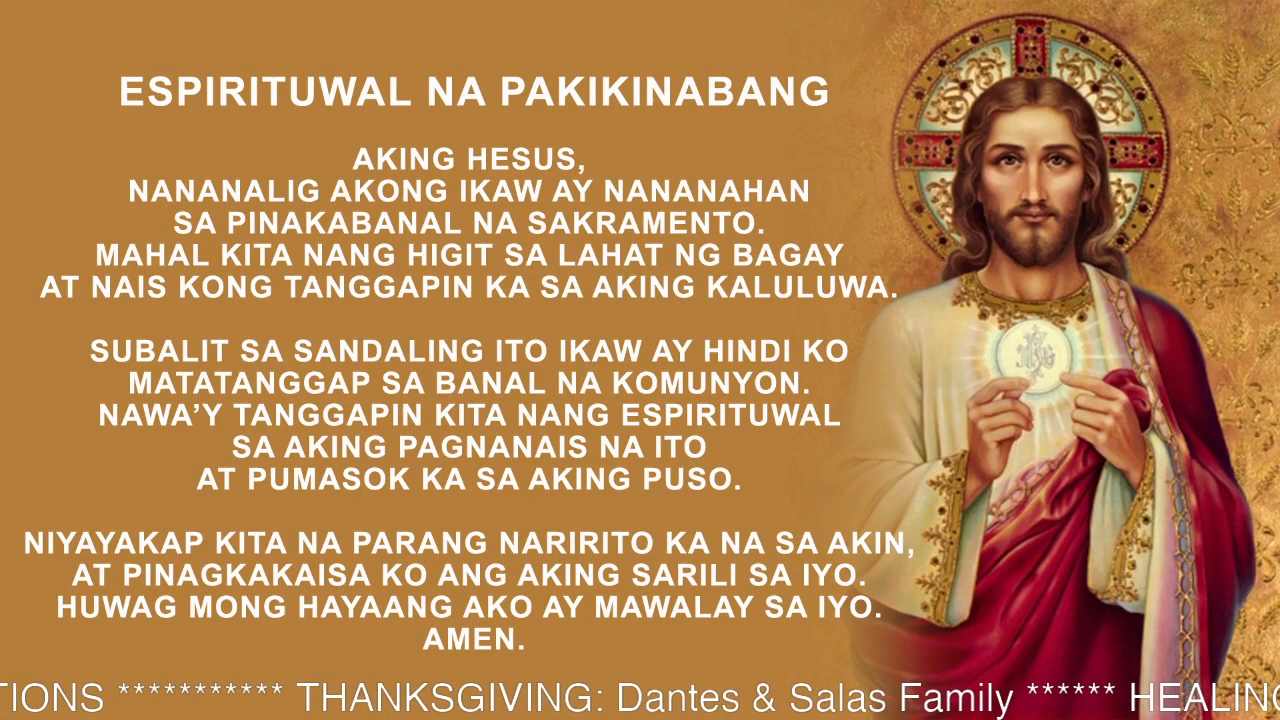 ESPIRITUWAL NA PAKIKINABANG
AKING HESUS,
NANANALIG AKONG IKAW AY NANANAHAN
SA PINAKABANAL NA SAKRAMENTO.
MAHAL KITA NANG HIGIT SA LAHAT NG BAGAY
AT NAIS KONG TANGGAPIN KA SA AKING KALULUWA.
SUBALIT SA SANDALING ITO IKAW AY HINDI KO
MATATANGGAP SA BANAL NA KOMUNYON.
NAWA’Y TANGGAPIN KITA NANG ESPIRITUWAL
SA AKING PAGNANAIS NA ITO
AT PUMASOK KA SA AKING PUSO.
NIYAYAKAP KITA NA PARANG NARIRITO KA NA SA AKIN,
AT PINAGKAKAISA KO ANG AKING SARILI SA IYO.
HUWAG MONG HAYAANG AKO AY MAWALAY SA IYO.
AMEN.
TIONS *********** THANKSGIVING: Dantes & Salas Family ****** HEALING